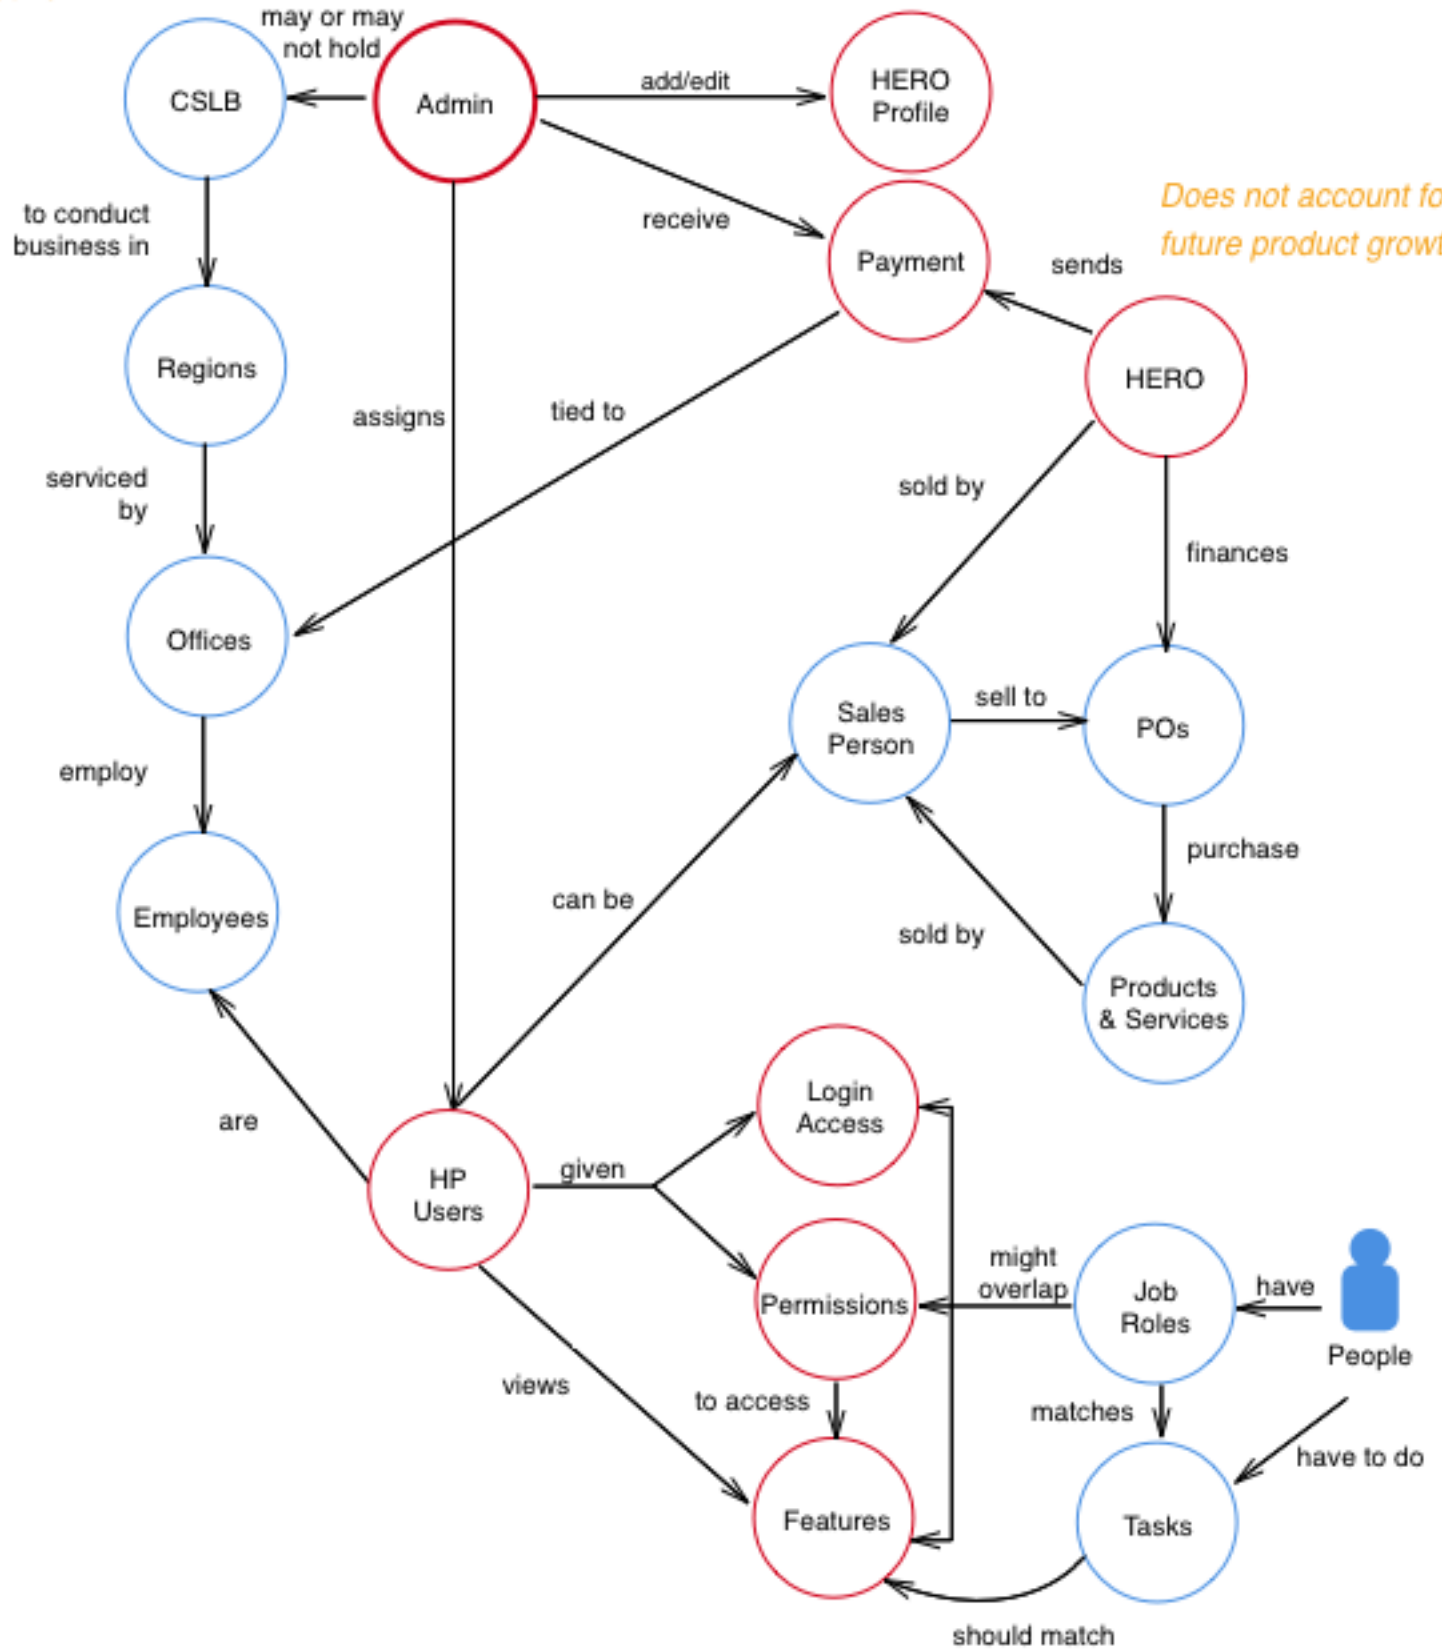 may or may
not hold
CSLB
Admin
add/edit
HERO
Profile
to conduct
business in
receive
Payment
sends
Does not account fo
future product growt
Regions
assigns
tied to
HERO
serviced
by
sold by
finances
Offices
Sales
Person
sell to
POs
employ
can be
purchase
Employees
sold by
Products
& Services
are
Login
Access
HP
Users
given
Permissions
might
overlap
Job
Roles
have
People
views
to access
matches
have to do
Features
Tasks
should match